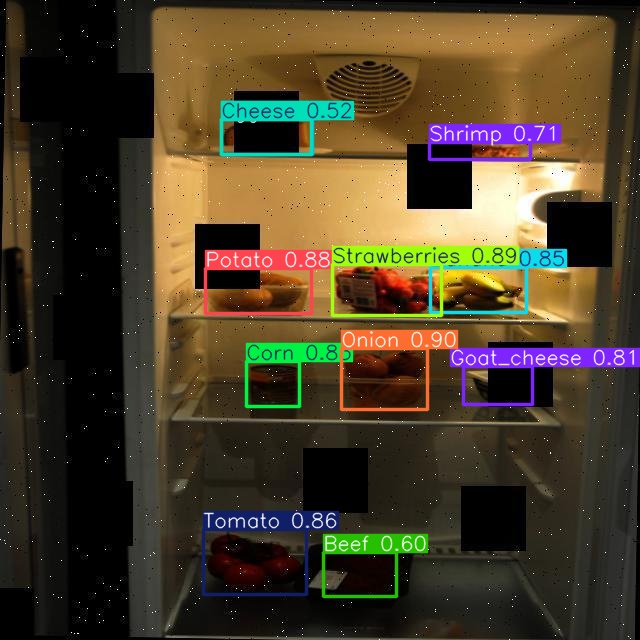 Cheese 0.52
Shrimp 0.71
Potato 0.88
Strawberries 0.89
0.85
Corn 0.8
Onion 0.90
Goat_cheese 0.81
Tomato 0.86
Beef 0.60